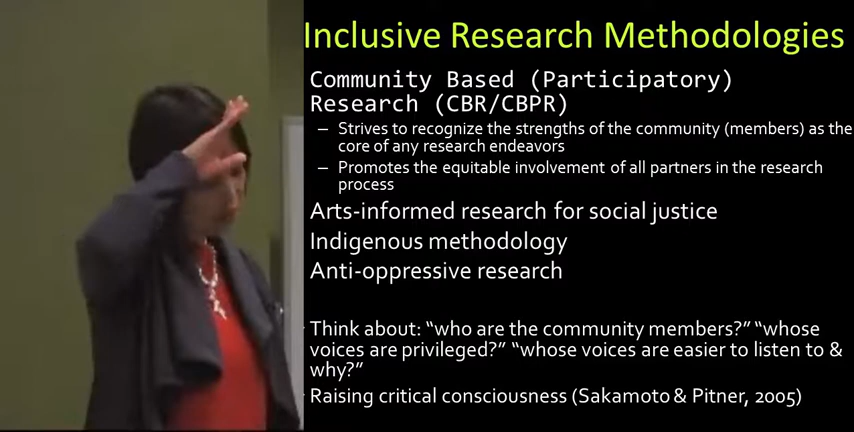 Inclusive Research Methodologies
Community Based (Participatory)
Research (CBR/CBPR)
– Strives to recognize the strengths of the community (members) as the
core of any research endeavors
– Promotes the equitable involvement of all partners in the research
process
Arts-informed research for social justice
Indigenous methodology
Anti-oppressive research
Think about: “who are the community members?” “whose
voices are privileged?” “whose voices are easier to listen to &
why?”
Raising critical consciousness (Sakamoto & Pitner, 2005)